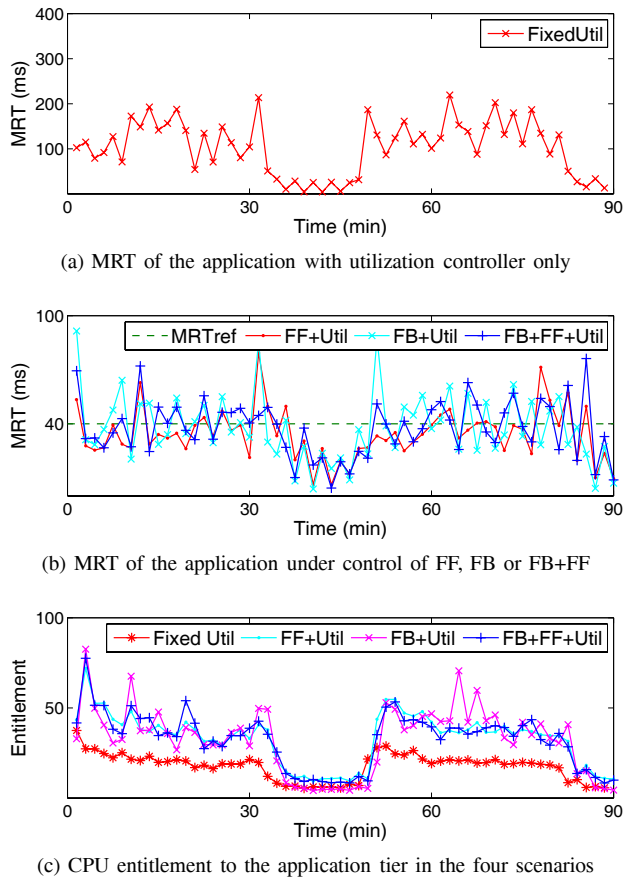 400
300
200
100
MRT (ms)
FixedUtil
0 30 60 90
Time (min)
(a) MRT of the application with utilization controller only
100
40
MRT (ms)
MRTref FF+Util FB+Util FB+FF+Util
0 30 60 90
Time (min)
(b) MRT of the application under control of FF, FB or FB+FF
100
50
Entitlement
Fixed Util FF+Util FB+Util FB+FF+Util
0 30 60 90
Time (min)
(c) CPU entitlement to the application tier in the four scenarios